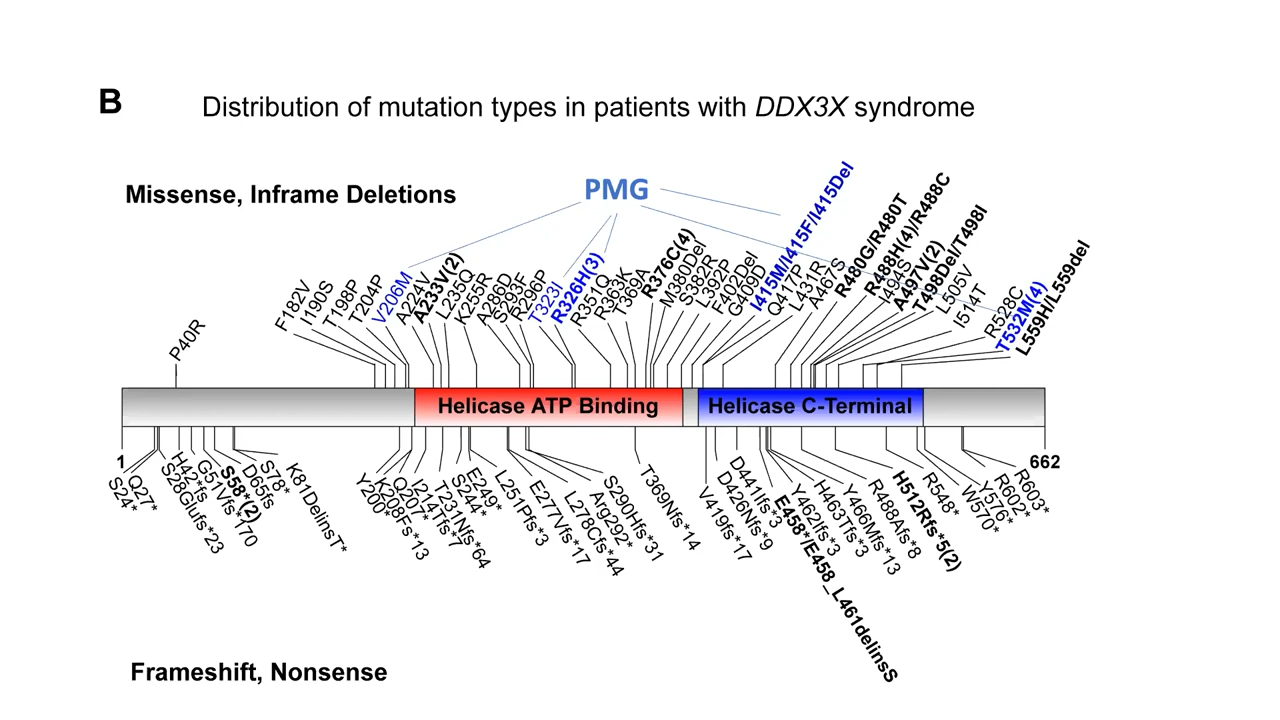 B
Distribution of mutation types in patients with DDX3X syndrome
Missense, Inframe Deletions
PMG
P40R
F182V
I190S
T198P
T204P
V206M
A224V
A233V(2)
L235Q
K255R
A286D
S293F
R296P
T323I
R326H(3)
R351Q
R363K
T369A
R376C(4)
M380Del
S382R
L392P
F402Del
G409D
I415M/I415F/I415Del
Q417P
L431R
A467S
R480G/R480T
R488H(4)/R488C
I494S
A497V(2)
T498Del/T498I
L505V
I514T
R528C
T532M(4)
L559H/L559del
Helicase ATP Binding
Helicase C-Terminal
1
662
S24*
Q27*
S28Glufs*23
H42*fs
G51Vfs*170
S58*(2)
D65fs
S78*
K81DelinsT*
Y200*
K208Fs*13
Q207*
I214Tfs*7
T231Nfs*64
S244*
E249*
L251Pfs*3
E277Vfs*17
L278Cfs*44
Arg292*
S290Hfs*31
T369Nfs*14
V419fs*17
D426Nfs*9
D441Ifs*3
E458*/E458_L461delinsS
Y462Ifs*3
H463Tfs*3
Y466Mfs*13
R488Afs*8
H512Rfs*5(2)
R548*
W570*
Y576*
R602*
R603*
Frameshift, Nonsense